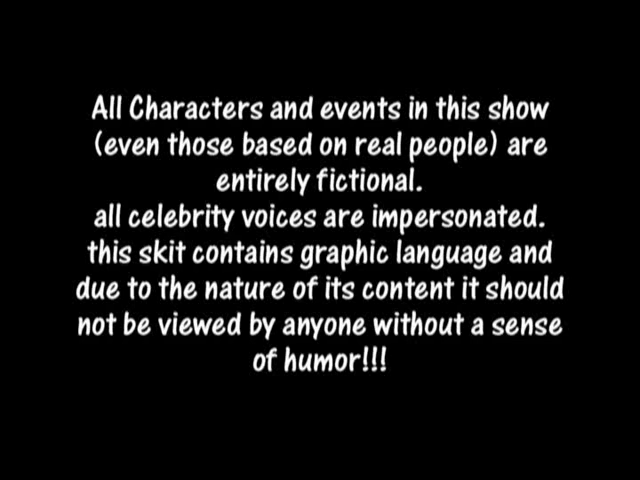 All Characters and events in this show
(even those based on real people) are
entirely fictional.
all celebrity voices are impersonated.
this skit contains graphic language and
due to the nature of its content it should
not be viewed by anyone without a sense
of humor!!!